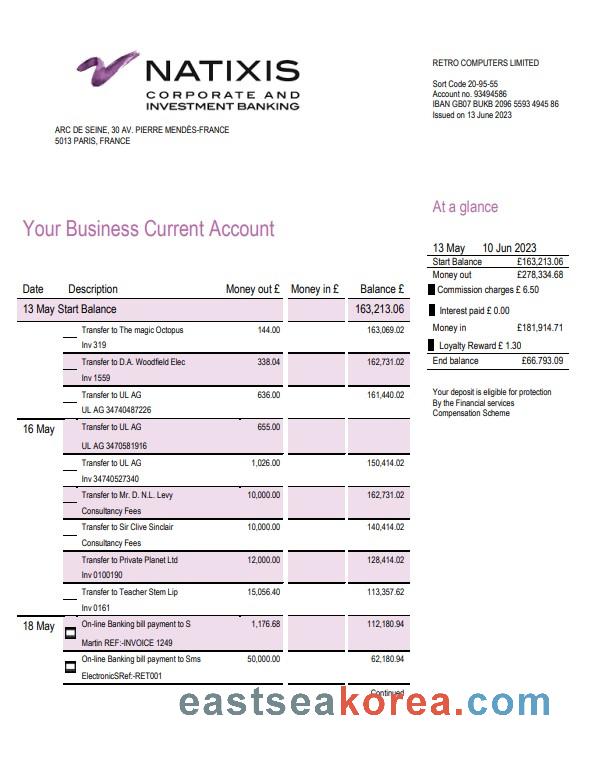 NATIXIS
CORPORATE AND
INVESTMENT BANKING
ARC DE SEINE, 30 AV. PIERRE MENDÈS-FRANCE
5013 PARIS, FRANCE
RETRO COMPUTERS LIMITED
Sort Code 20-95-55
Account no. 93494586
IBAN GB07 BUKB 2096 5593 4945 86
Issued on 13 June 2023
Your Business Current Account
At a glance
13 May 10 Jun 2023
Start Balance £163,213.06
Money out £278,334.68
Commission charges £ 6.50
Interest paid £ 0.00
Money in £181,914.71
Loyalty Reward £ 1.30
End balance £66.793.09
Your deposit is eligible for protection
By the Financial services
Compensation Scheme
Date Description Money out £ Money in £ Balance £
13 May Start Balance 163,213.06
Transfer to The magic Octopus 144.00 163,069.02
Inv 319
Transfer to D.A. Woodfield Elec 338.04 162,731.02
Inv 1559
Transfer to UL AG 636.00 161,440.02
UL AG 34740487226
16 May Transfer to UL AG 655.00
UL AG 3470581916
Transfer to UL AG 1,026.00 150,414.02
Inv 34740527340
Transfer to Mr. D. N.L. Levy 10,000.00 162,731.02
Consultancy Fees
Transfer to Sir Clive Sinclair 10,000.00 140,414.02
Consultancy Fees
Transfer to Private Planet Ltd 12,000.00 128,414.02
Inv 0100190
Transfer to Teacher Stem Lip 15,056.40 113,357.62
Inv 0161
18 May On-line Banking bill payment to S 1,176.68 112,180.94
Martin REF:-INVOICE 1249
On-line Banking bill payment to Sms 50,000.00 62,180.94
ElectronicSRef:-RET001
Continued
eastseakorea.com